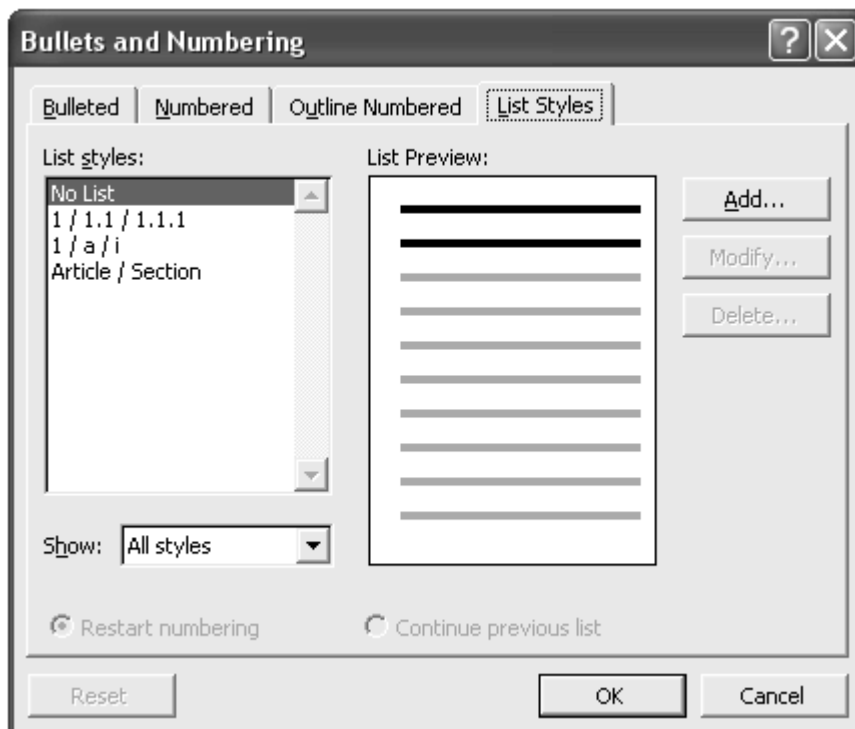 Bullets and Numbering
Bulleted Numbered Outline Numbered List Styles
List styles: List Preview:
No List
1 / 1.1 / 1.1.1
1 / a / i
Article / Section
Add...
Modify...
Delete...
Show: All styles
Restart numbering Continue previous list
Reset OK Cancel